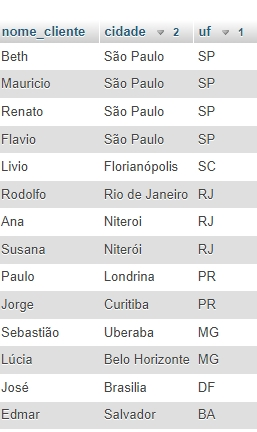 nome_cliente cidade 2 uf 1
Beth São Paulo SP
Mauricio São Paulo SP
Renato São Paulo SP
Flavio São Paulo SP
Livio Florianópolis SC
Rodolfo Rio de Janeiro RJ
Ana Niteroi RJ
Susana Niterói RJ
Paulo Londrina PR
Jorge Curitiba PR
Sebastião Uberaba MG
Lúcia Belo Horizonte MG
José Brasilia DF
Edmar Salvador BA